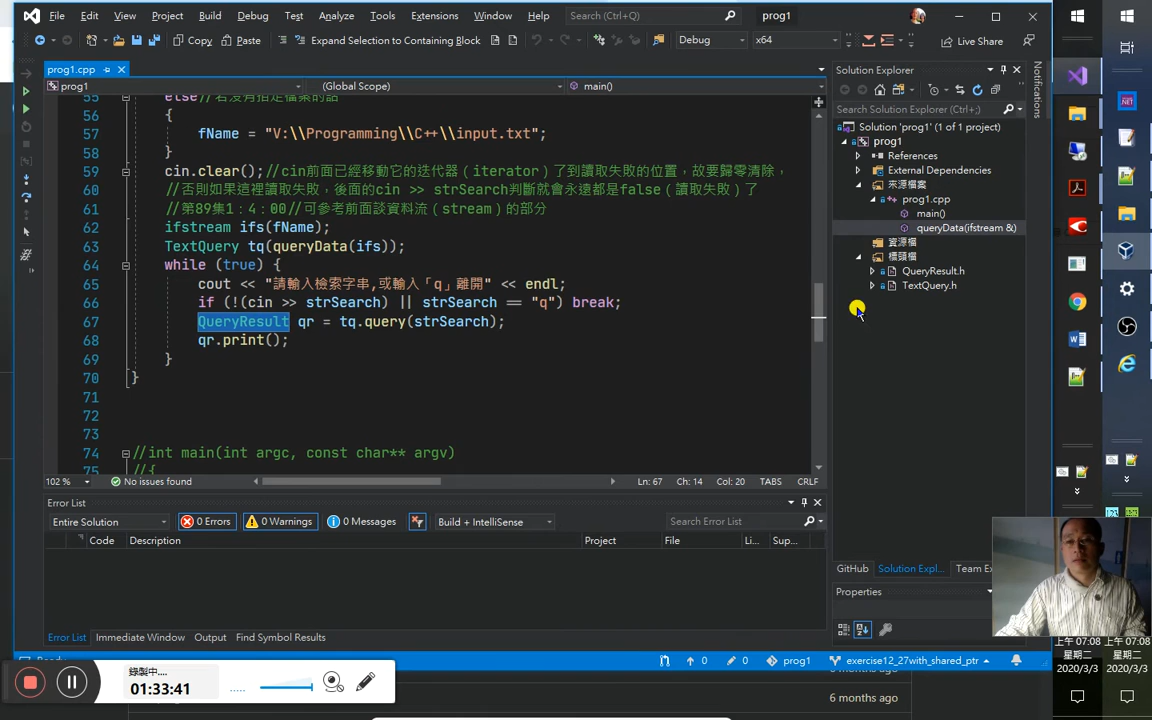 File Edit View Project Build Debug Test Analyze Tools Extensions Window Help Search (Ctrl+Q) prog1
Copy Paste Expand Selection to Containing Block Debug x64 Live Share
prog1.cpp
prog1 (Global Scope) main()
55 else//若沒有指定檔案的話
56 {
57 fName = "V:\\Programming\\C++\\input.txt";
58 }
59 cin.clear();//cin前面已經移動它的迭代器（iterator）了到讀取失敗的位置，故要歸零清除，
60 //否則如果這裡讀取失敗，後面的cin >> strSearch判斷就會永遠都是false（讀取失敗）了
61 //第89集1：4：00//可參考前面談資料流（stream）的部分
62 ifstream ifs(fName);
63 TextQuery tq(queryData(ifs));
64 while (true) {
65 cout << "請輸入檢索字串,或輸入「q」離開" << endl;
66 if (!(cin >> strSearch) || strSearch == "q") break;
67 QueryResult qr = tq.query(strSearch);
68 qr.print();
69 }
70 }
71
72
73
74 //int main(int argc, const char** argv)
75 //{
102 % No issues found Ln: 67 Ch: 14 Col: 20 TABS CRLF
Error List
Entire Solution 0 Errors 0 Warnings 0 Messages Build + IntelliSense Search Error List
Code Description Project File Li... Sup...
Error List Immediate Window Output Find Symbol Results
Solution Explorer
Search Solution Explorer (Ctrl+;)
Solution 'prog1' (1 of 1 project)
prog1
References
External Dependencies
來源檔案
prog1.cpp
main()
queryData(ifstream &)
資源檔
標頭檔
QueryResult.h
TextQuery.h
GitHub Solution Expl... Team Ex
Properties
Notifications
0 0 prog1 exercise12_27with_shared_ptr
錄製中....
01:33:41
6 months ago
上午 07:08 上午 07:08
星期二 星期二
2020/3/3 2020/3/3